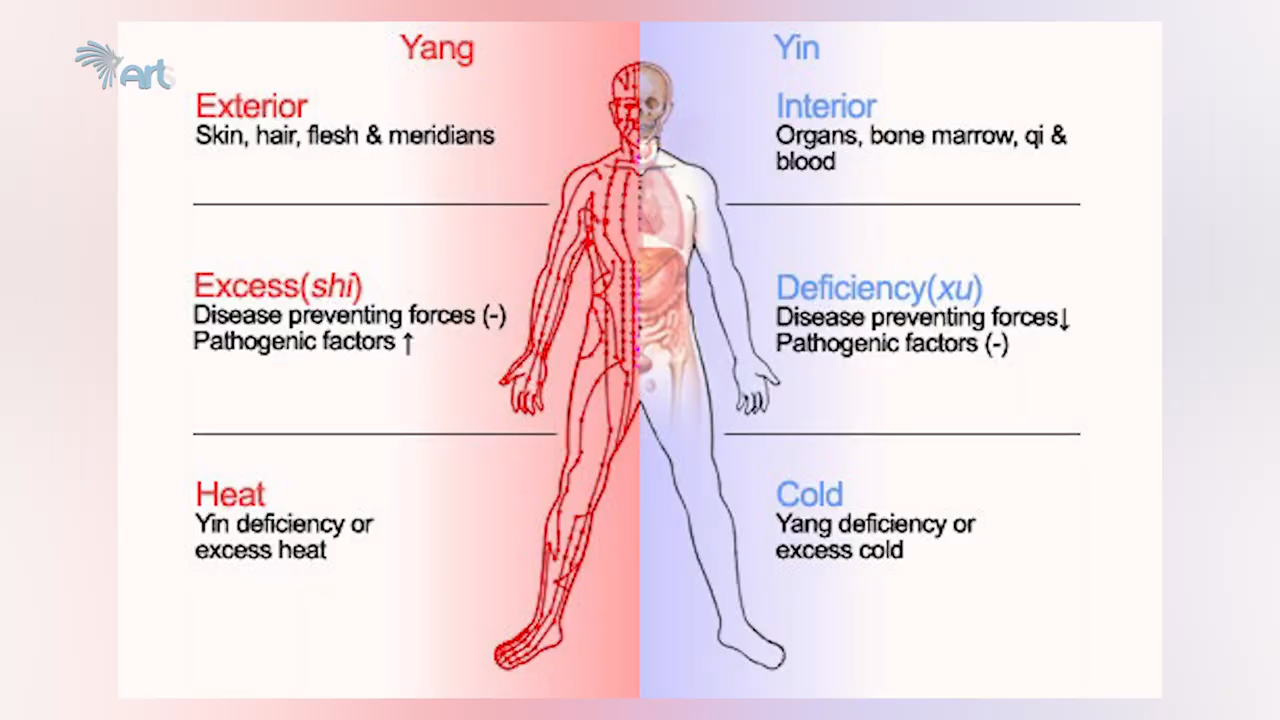 Arts
Yang
Exterior
Skin, hair, flesh & meridians
Excess(shi)
Disease preventing forces (-)
Pathogenic factors ↑
Heat
Yin deficiency or
excess heat
Yin
Interior
Organs, bone marrow, qi &
blood
Deficiency(xu)
Disease preventing forces↓
Pathogenic factors (-)
Cold
Yang deficiency or
excess cold